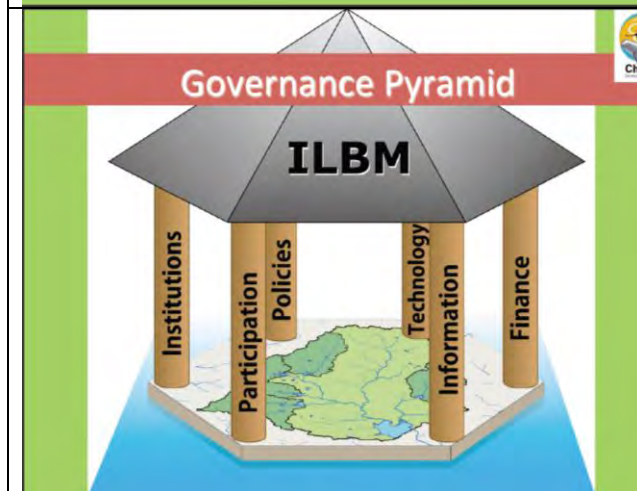 Governance Pyramid
ILBM
Institutions
Participation
Policies
Technology
Information
Finance